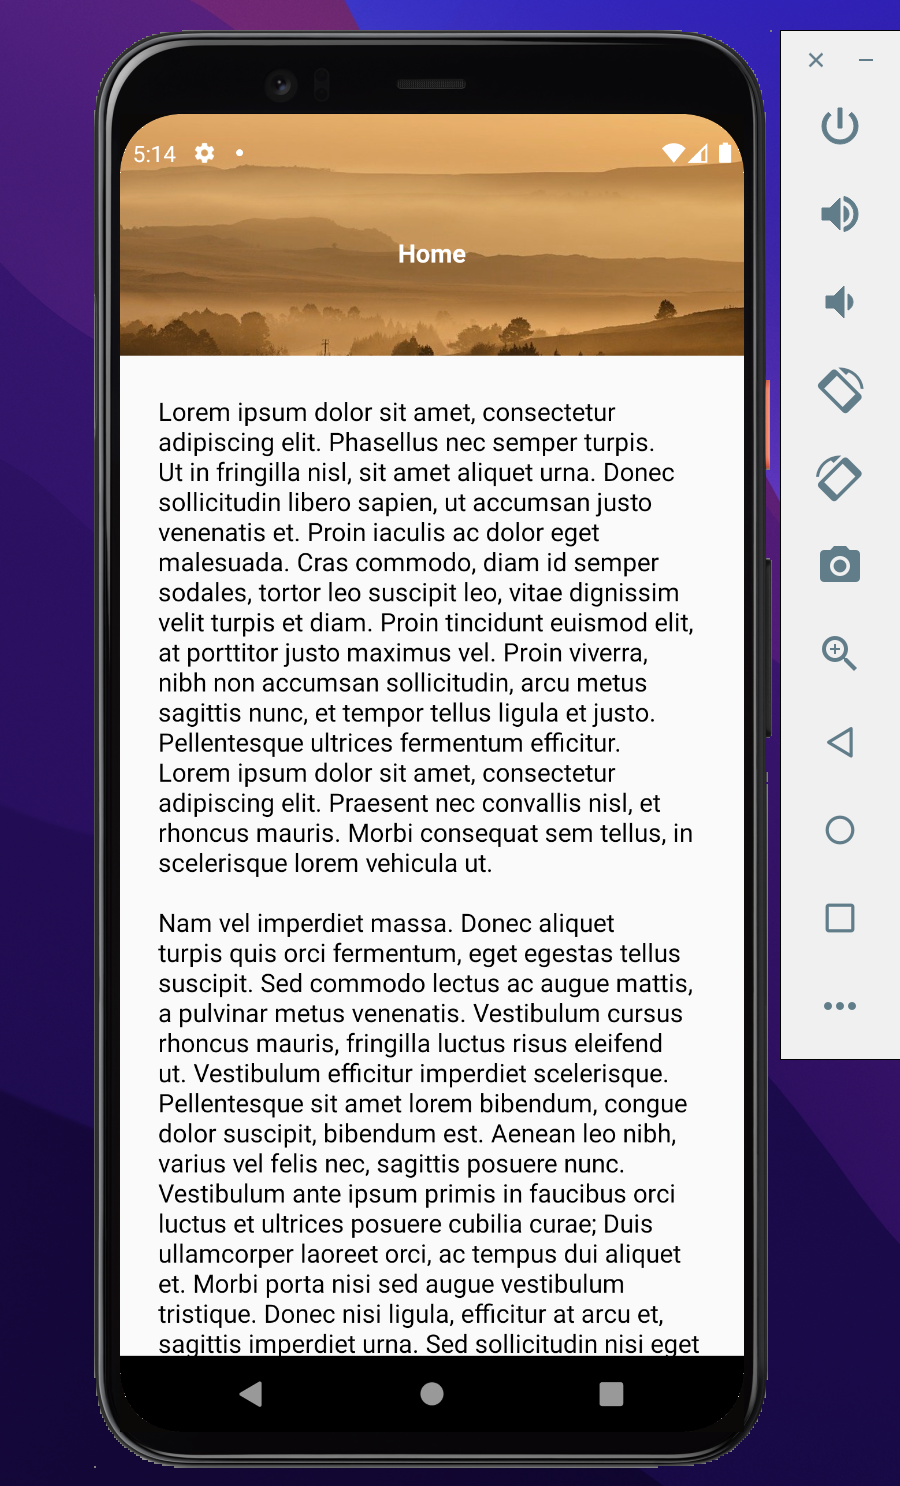 5:14
Home
Lorem ipsum dolor sit amet, consectetur
adipiscing elit. Phasellus nec semper turpis.
Ut in fringilla nisl, sit amet aliquet urna. Donec
sollicitudin libero sapien, ut accumsan justo
venenatis et. Proin iaculis ac dolor eget
malesuada. Cras commodo, diam id semper
sodales, tortor leo suscipit leo, vitae dignissim
velit turpis et diam. Proin tincidunt euismod elit,
at porttitor justo maximus vel. Proin viverra,
nibh non accumsan sollicitudin, arcu metus
sagittis nunc, et tempor tellus ligula et justo.
Pellentesque ultrices fermentum efficitur.
Lorem ipsum dolor sit amet, consectetur
adipiscing elit. Praesent nec convallis nisl, et
rhoncus mauris. Morbi consequat sem tellus, in
scelerisque lorem vehicula ut.
Nam vel imperdiet massa. Donec aliquet
turpis quis orci fermentum, eget egestas tellus
suscipit. Sed commodo lectus ac augue mattis,
a pulvinar metus venenatis. Vestibulum cursus
rhoncus mauris, fringilla luctus risus eleifend
ut. Vestibulum efficitur imperdiet scelerisque.
Pellentesque sit amet lorem bibendum, congue
dolor suscipit, bibendum est. Aenean leo nibh,
varius vel felis nec, sagittis posuere nunc.
Vestibulum ante ipsum primis in faucibus orci
luctus et ultrices posuere cubilia curae; Duis
ullamcorper laoreet orci, ac tempus dui aliquet
et. Morbi porta nisi sed augue vestibulum
tristique. Donec nisi ligula, efficitur at arcu et,
sagittis imperdiet urna. Sed sollicitudin nisi eget